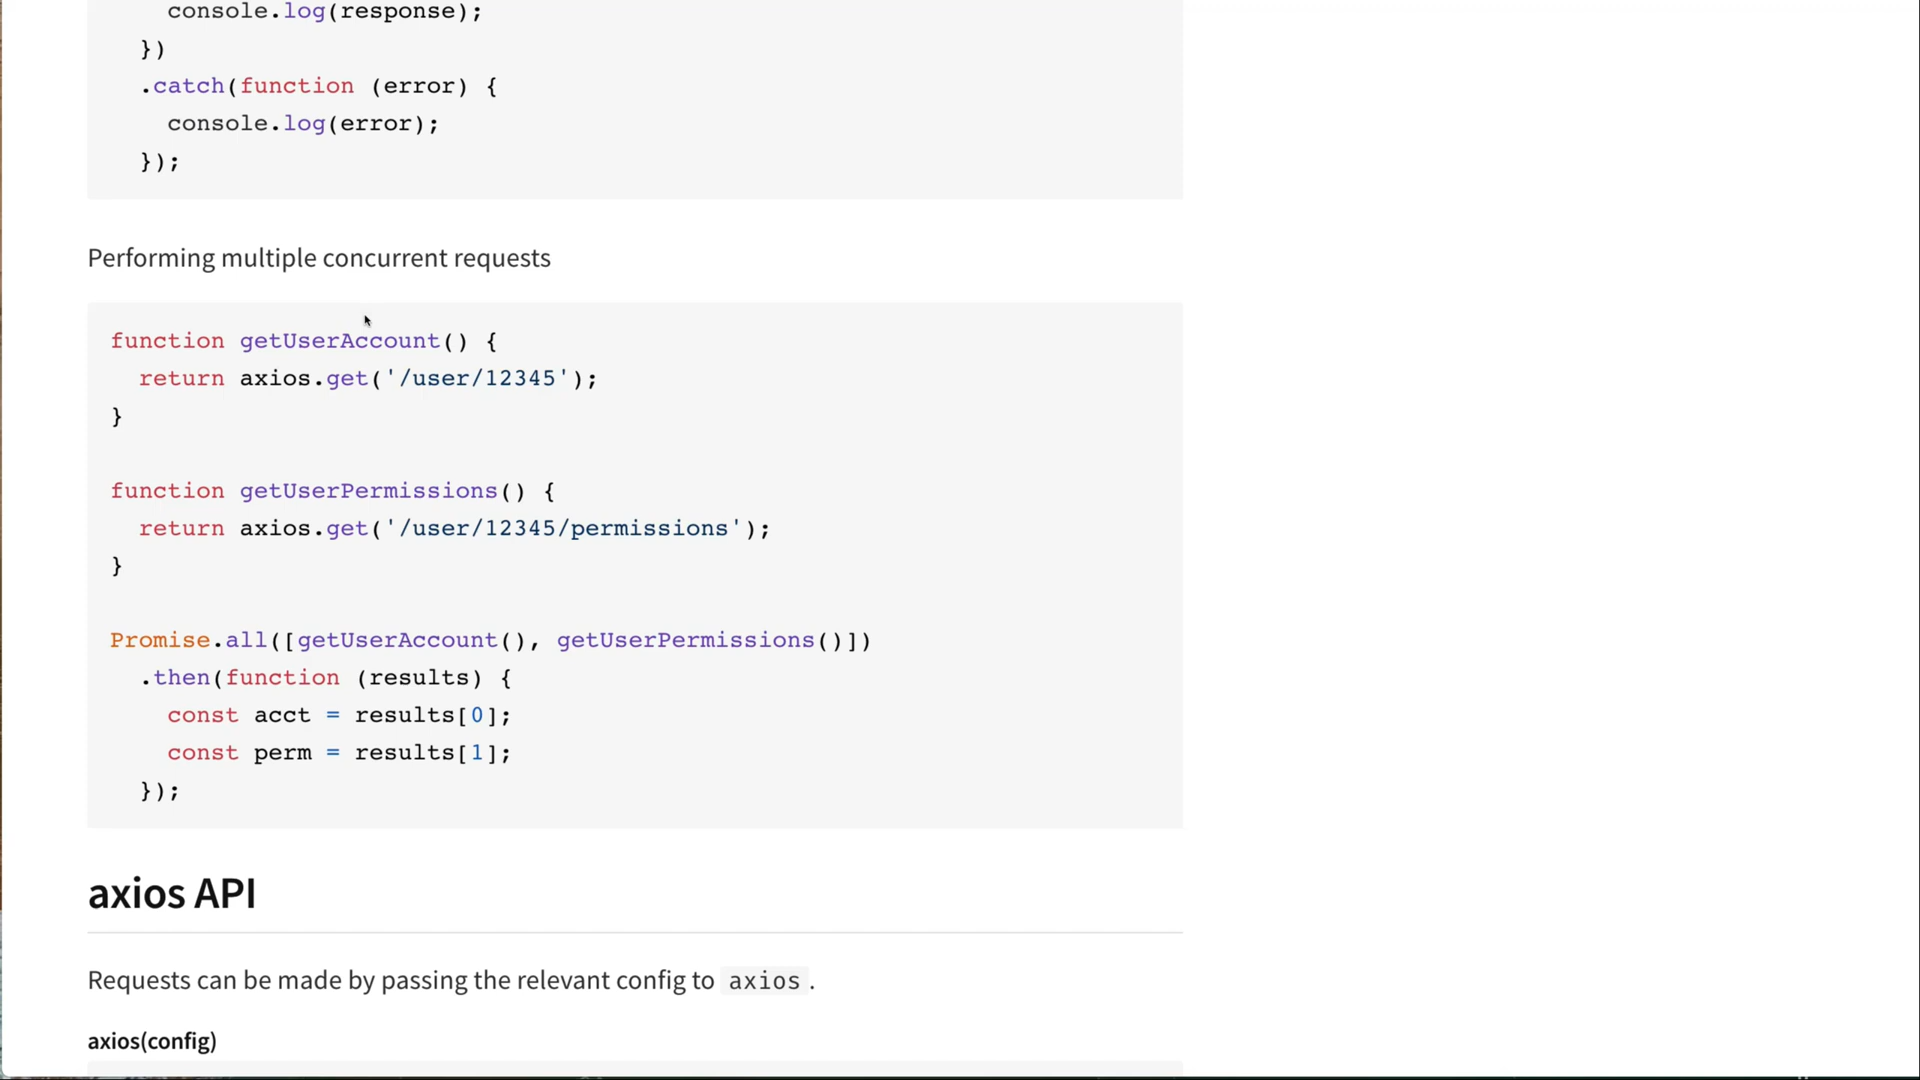 console.log(response);
})
.catch(function (error) {
console.log(error);
});
Performing multiple concurrent requests
function getUserAccount() {
return axios.get('/user/12345');
}
function getUserPermissions() {
return axios.get('/user/12345/permissions');
}
Promise.all([getUserAccount(), getUserPermissions()])
.then(function (results) {
const acct = results[0];
const perm = results[1];
});
axios API
Requests can be made by passing the relevant config to axios.
axios(config)